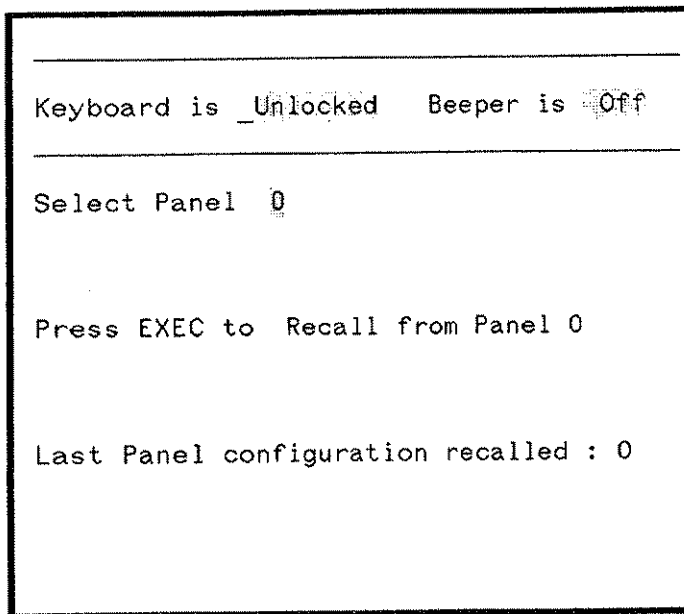 Keyboard is _Unlocked Beeper is Off
Select Panel 0
Press EXEC to Recall from Panel 0
Last Panel configuration recalled : 0